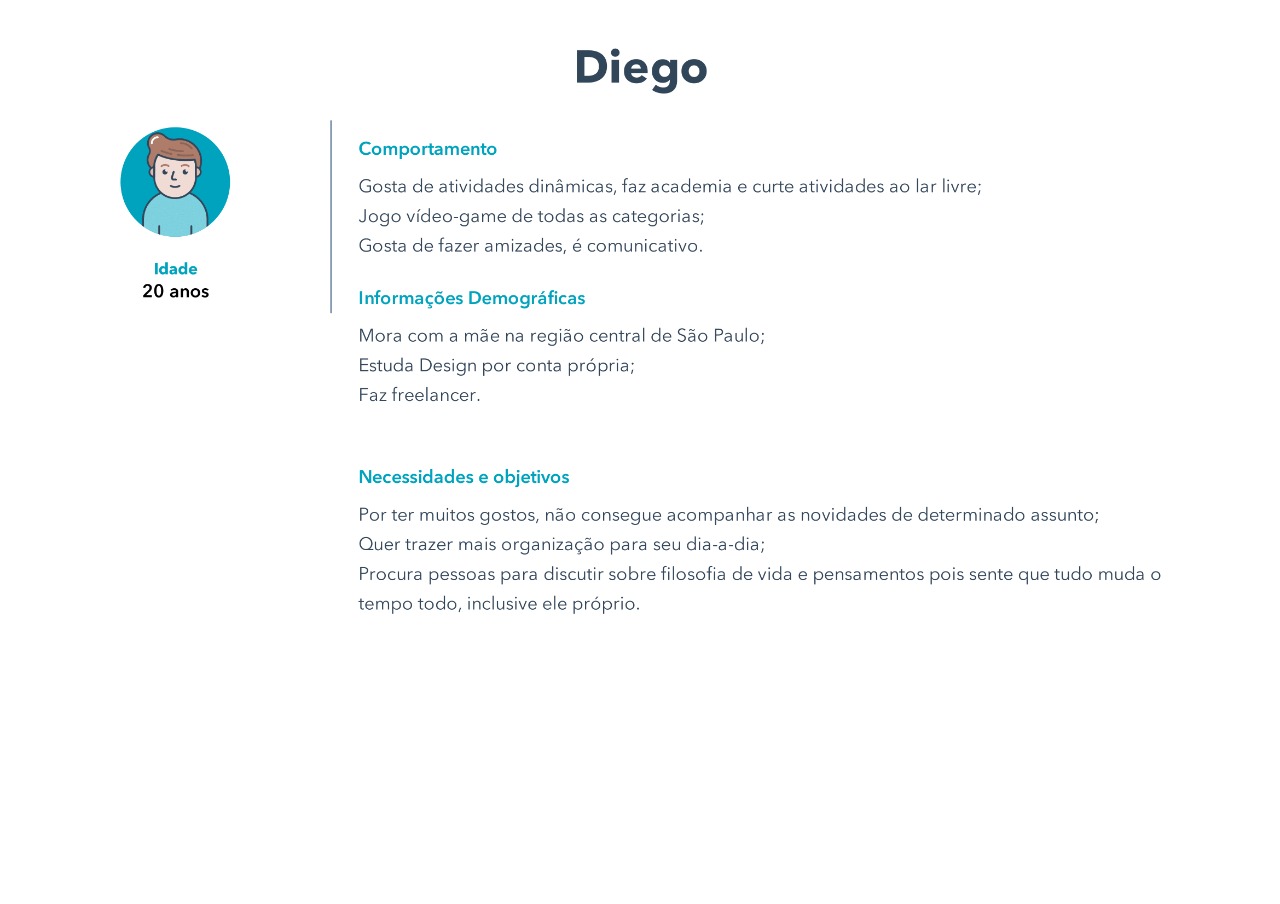 Diego
Idade
20 anos
Comportamento
Gosta de atividades dinâmicas, faz academia e curte atividades ao lar livre;
Jogo vídeo-game de todas as categorias;
Gosta de fazer amizades, é comunicativo.
Informações Demográficas
Mora com a mãe na região central de São Paulo;
Estuda Design por conta própria;
Faz freelancer.
Necessidades e objetivos
Por ter muitos gostos, não consegue acompanhar as novidades de determinado assunto;
Quer trazer mais organização para seu dia-a-dia;
Procura pessoas para discutir sobre filosofia de vida e pensamentos pois sente que tudo muda o
tempo todo, inclusive ele próprio.